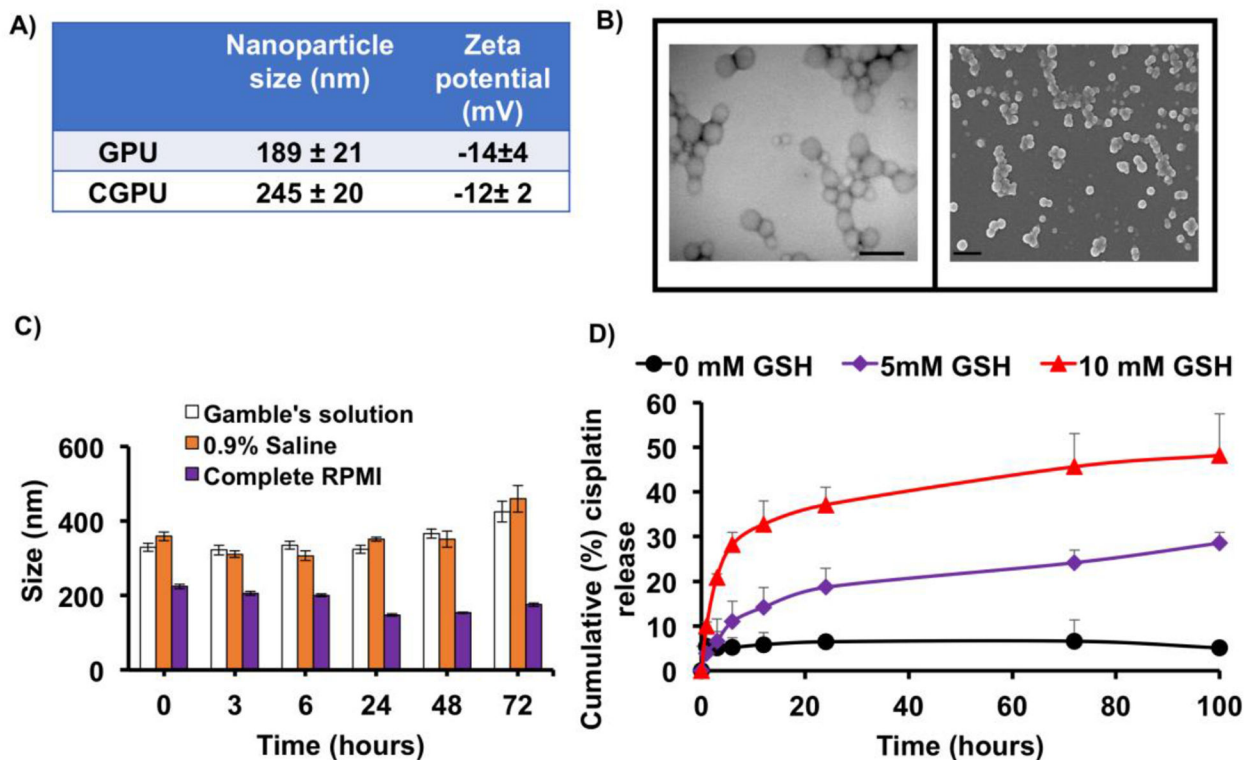 A)
Nanoparticle size (nm)
Zeta potential (mV)
GPU 189 ± 21 -14±4
CGPU 245 ± 20 -12± 2
B)
C)
Gamble's solution
0.9% Saline
Complete RPMI
600
400
200
0
Size (nm)
0 3 6 24 48 72
Time (hours)
D)
0 mM GSH 5mM GSH 10 mM GSH
60
50
40
30
20
10
0
Cumulative (%) cisplatin
release
0 20 40 60 80 100
Time (hours)